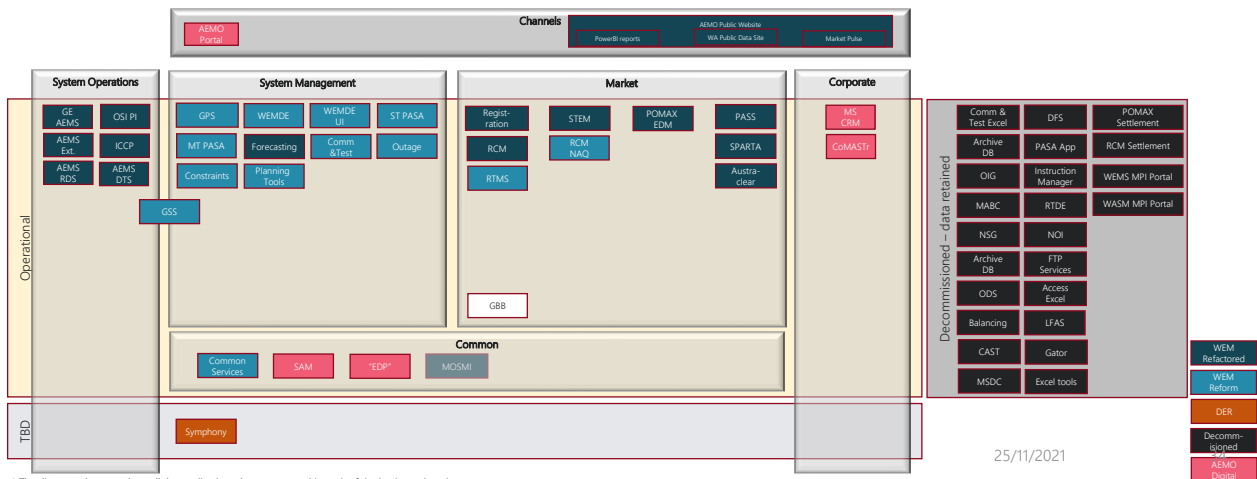 Channels
AEMO
Portal
AEMO Public Website
PowerBI reports
WA Public Data Site
Market Pulse
System Operations
System Management
Market
Corporate
Operational
GE
AEMS
OSI PI
AEMS
Ext.
ICCP
AEMS
RDS
AEMS
DTS
GSS
GPS
WEMDE
WEMDE
UI
ST PASA
MT PASA
Forecasting
Comm
&Test
Outage
Constraints
Planning
Tools
Regist-
ration
STEM
POMAX
EDM
PASS
RCM
RCM
NAQ
SPARTA
RTMS
Austra-
clear
GBB
MS
CRM
CoMASTr
Common
Common
Services
SAM
"EDP"
MOSMI
TBD
Symphony
Decommissioned – data retained
Comm &
Test Excel
DFS
POMAX
Settlement
Archive
DB
PASA App
RCM Settlement
OIG
Instruction
Manager
WEMS MPI Portal
MABC
RTDE
WASM MPI Portal
NSG
NOI
Archive
DB
FTP
Services
ODS
Access
Excel
Balancing
LFAS
CAST
Gator
MSDC
Excel tools
WEM
Refactored
WEM
Reform
DER
Decomm-
isioned
AEMO
Digital
25/11/2021